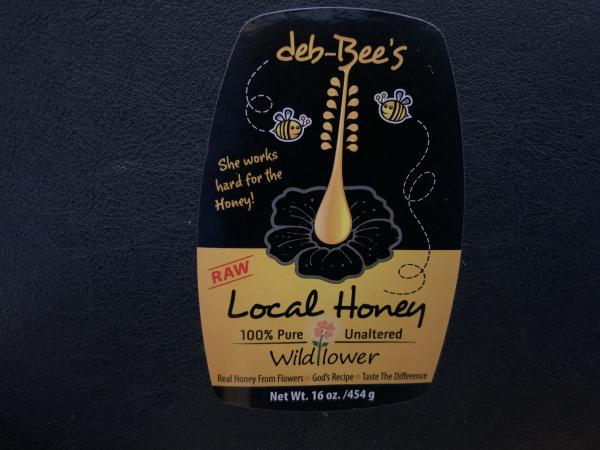 deb-Bee's
She works
hard for the
Honey!
RAW
Local Honey
100% Pure Unaltered
Wildflower
Real Honey From Flowers God's Recipe Taste The Difference
Net Wt. 16 oz. /454 g